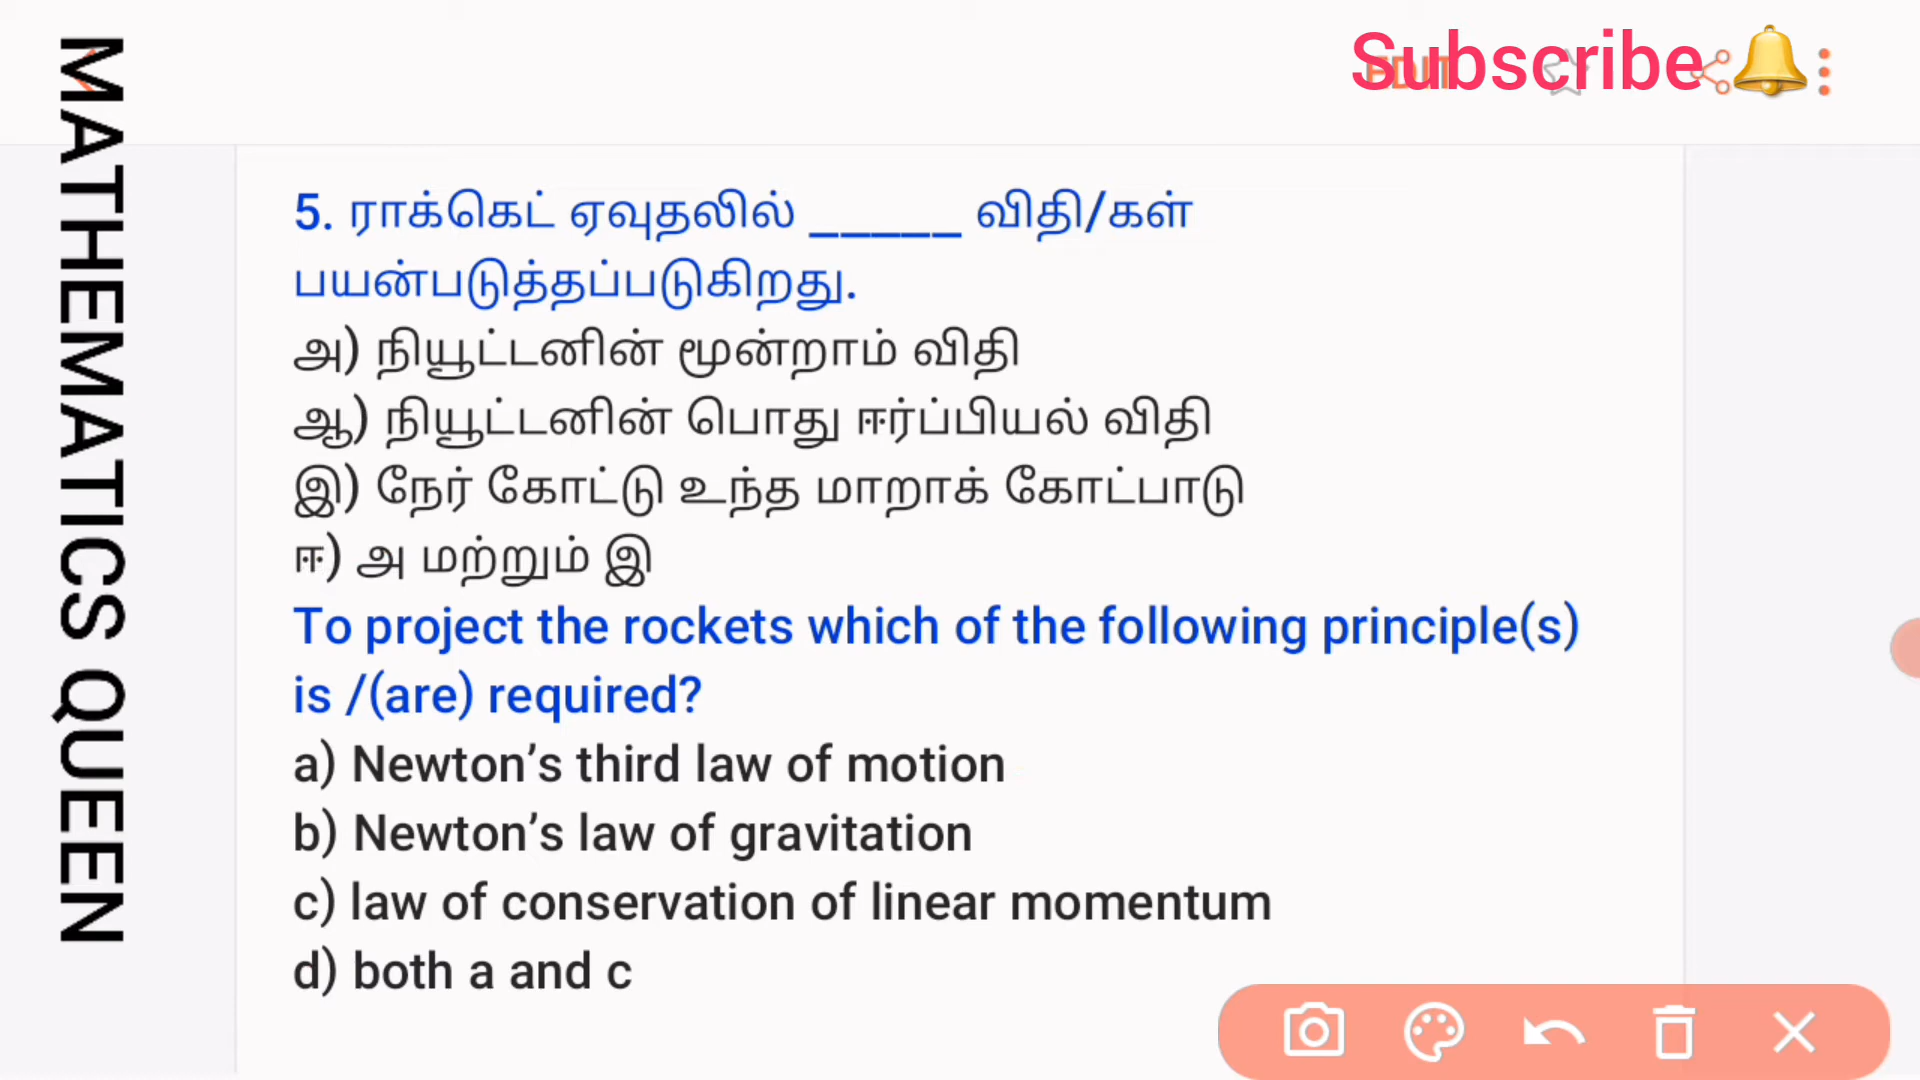 MATHEMATICS QUEEN
Subscribe🔔
EDIT
5. ராக்கெட் ஏவுதலில் _____ விதி/கள்
பயன்படுத்தப்படுகிறது.
அ) நியூட்டனின் மூன்றாம் விதி
ஆ) நியூட்டனின் பொது ஈர்ப்பியல் விதி
இ) நேர் கோட்டு உந்த மாறாக் கோட்பாடு
ஈ) அ மற்றும் இ
To project the rockets which of the following principle(s)
is /(are) required?
a) Newton’s third law of motion
b) Newton’s law of gravitation
c) law of conservation of linear momentum
d) both a and c